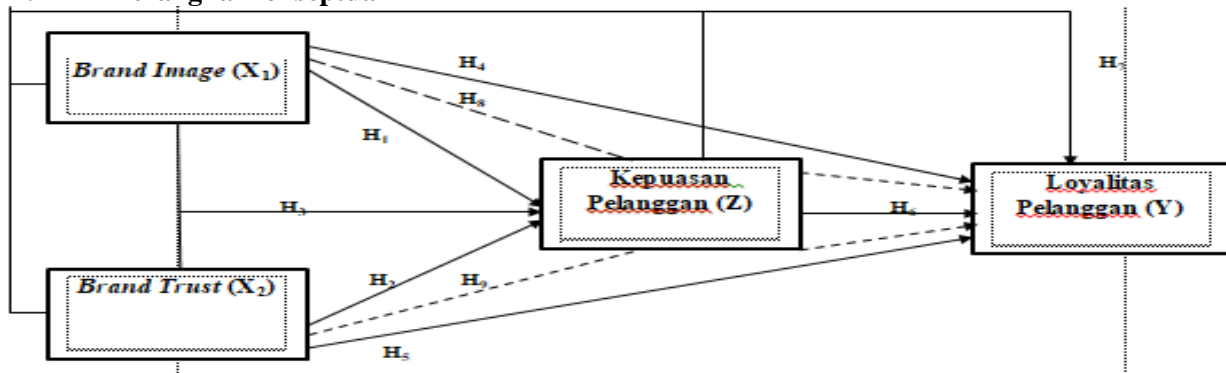 Brand Image (X₁)
H₄
H₇
H₈
H₁
Kepuasan
Pelanggan (Z)
Loyalitas
Pelanggan (Y)
H₃
H₆
Brand Trust (X₂)
H₂
H₉
H₅